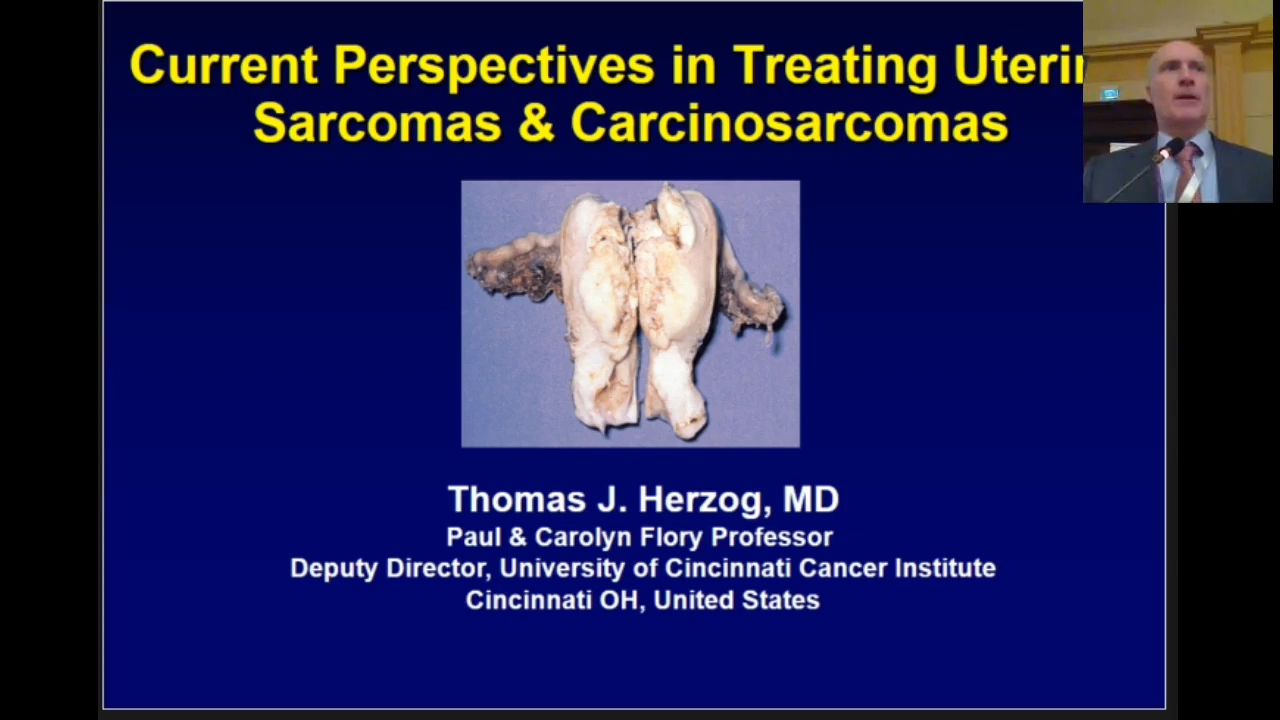 Current Perspectives in Treating Uterin
Sarcomas & Carcinosarcomas
Thomas J. Herzog, MD
Paul & Carolyn Flory Professor
Deputy Director, University of Cincinnati Cancer Institute
Cincinnati OH, United States